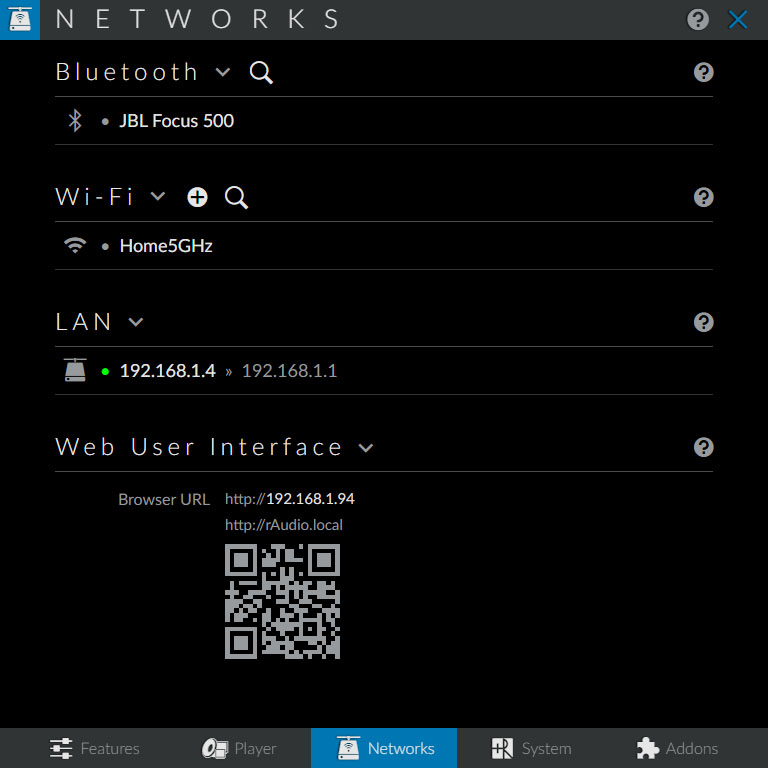 NETWORKS
Bluetooth
• JBL Focus 500
Wi-Fi
• Home5GHz
LAN
• 192.168.1.4 » 192.168.1.1
Web User Interface
Browser URL http://192.168.1.94
http://rAudio.local
Features Player Networks System Addons